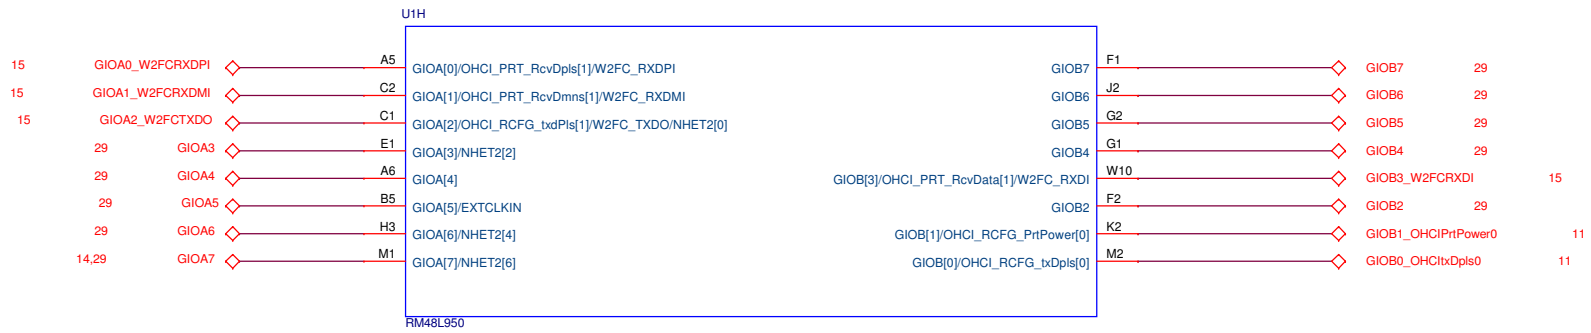 U1H
15 GIOA0_W2FCRXDPI A5 GIOA[0]/OHCI_PRT_RcvDpls[1]/W2FC_RXDPI GIOB7 F1 GIOB7 29
15 GIOA1_W2FCRXDMI C2 GIOA[1]/OHCI_PRT_RcvDmns[1]/W2FC_RXDMI GIOB6 J2 GIOB6 29
15 GIOA2_W2FCTXDO C1 GIOA[2]/OHCI_RCFG_txdPls[1]/W2FC_TXDO/NHET2[0] GIOB5 G2 GIOB5 29
29 GIOA3 E1 GIOA[3]/NHET2[2] GIOB4 G1 GIOB4 29
29 GIOA4 A6 GIOA[4] GIOB[3]/OHCI_PRT_RcvData[1]/W2FC_RXDI W10 GIOB3_W2FCRXDI 15
29 GIOA5 B5 GIOA[5]/EXTCLKIN GIOB2 F2 GIOB2 29
29 GIOA6 H3 GIOA[6]/NHET2[4] GIOB[1]/OHCI_RCFG_PrtPower[0] K2 GIOB1_OHCIPrtPower0 11
14,29 GIOA7 M1 GIOA[7]/NHET2[6] GIOB[0]/OHCI_RCFG_txDpls[0] M2 GIOB0_OHCItxDpls0 11
RM48L950